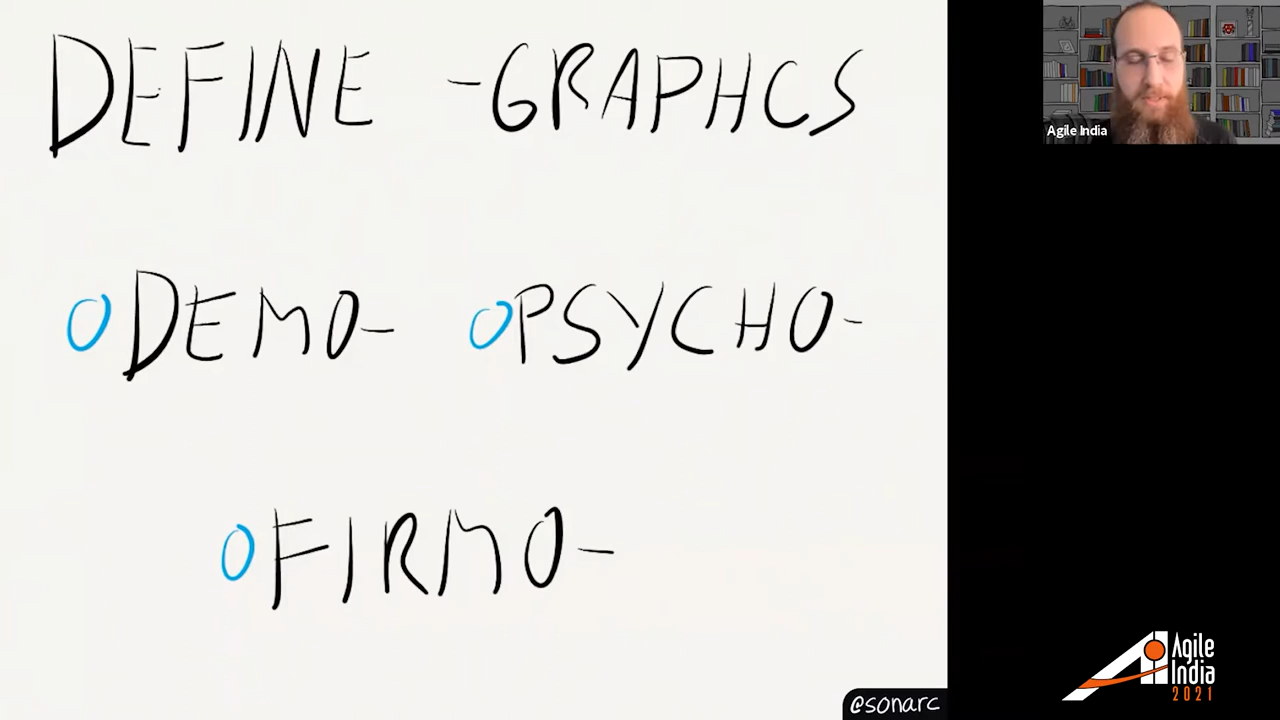 DEFINE -GRAPHCS
Agile India
O DEMO- O PSYCHO-
O FIRMO-
@sonarc
Agile
India
2021